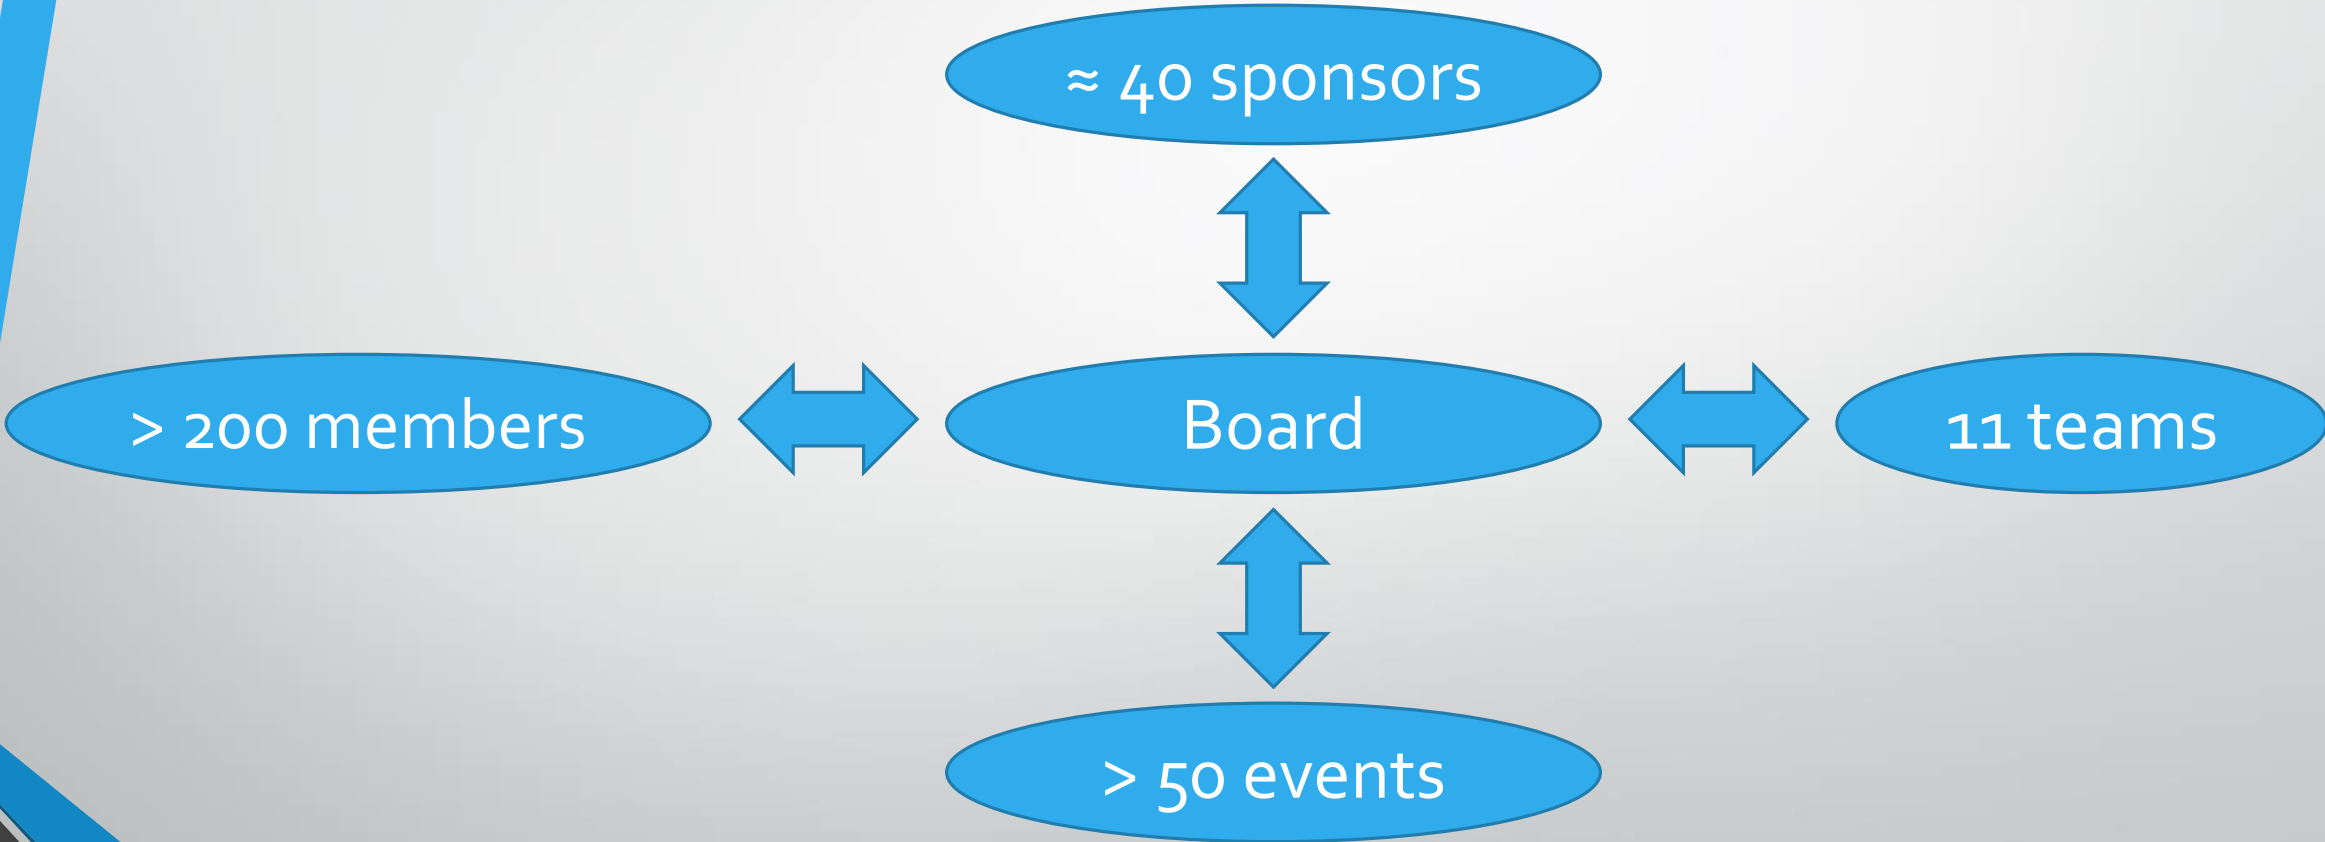 ≈ 40 sponsors
> 200 members
Board
11 teams
> 50 events